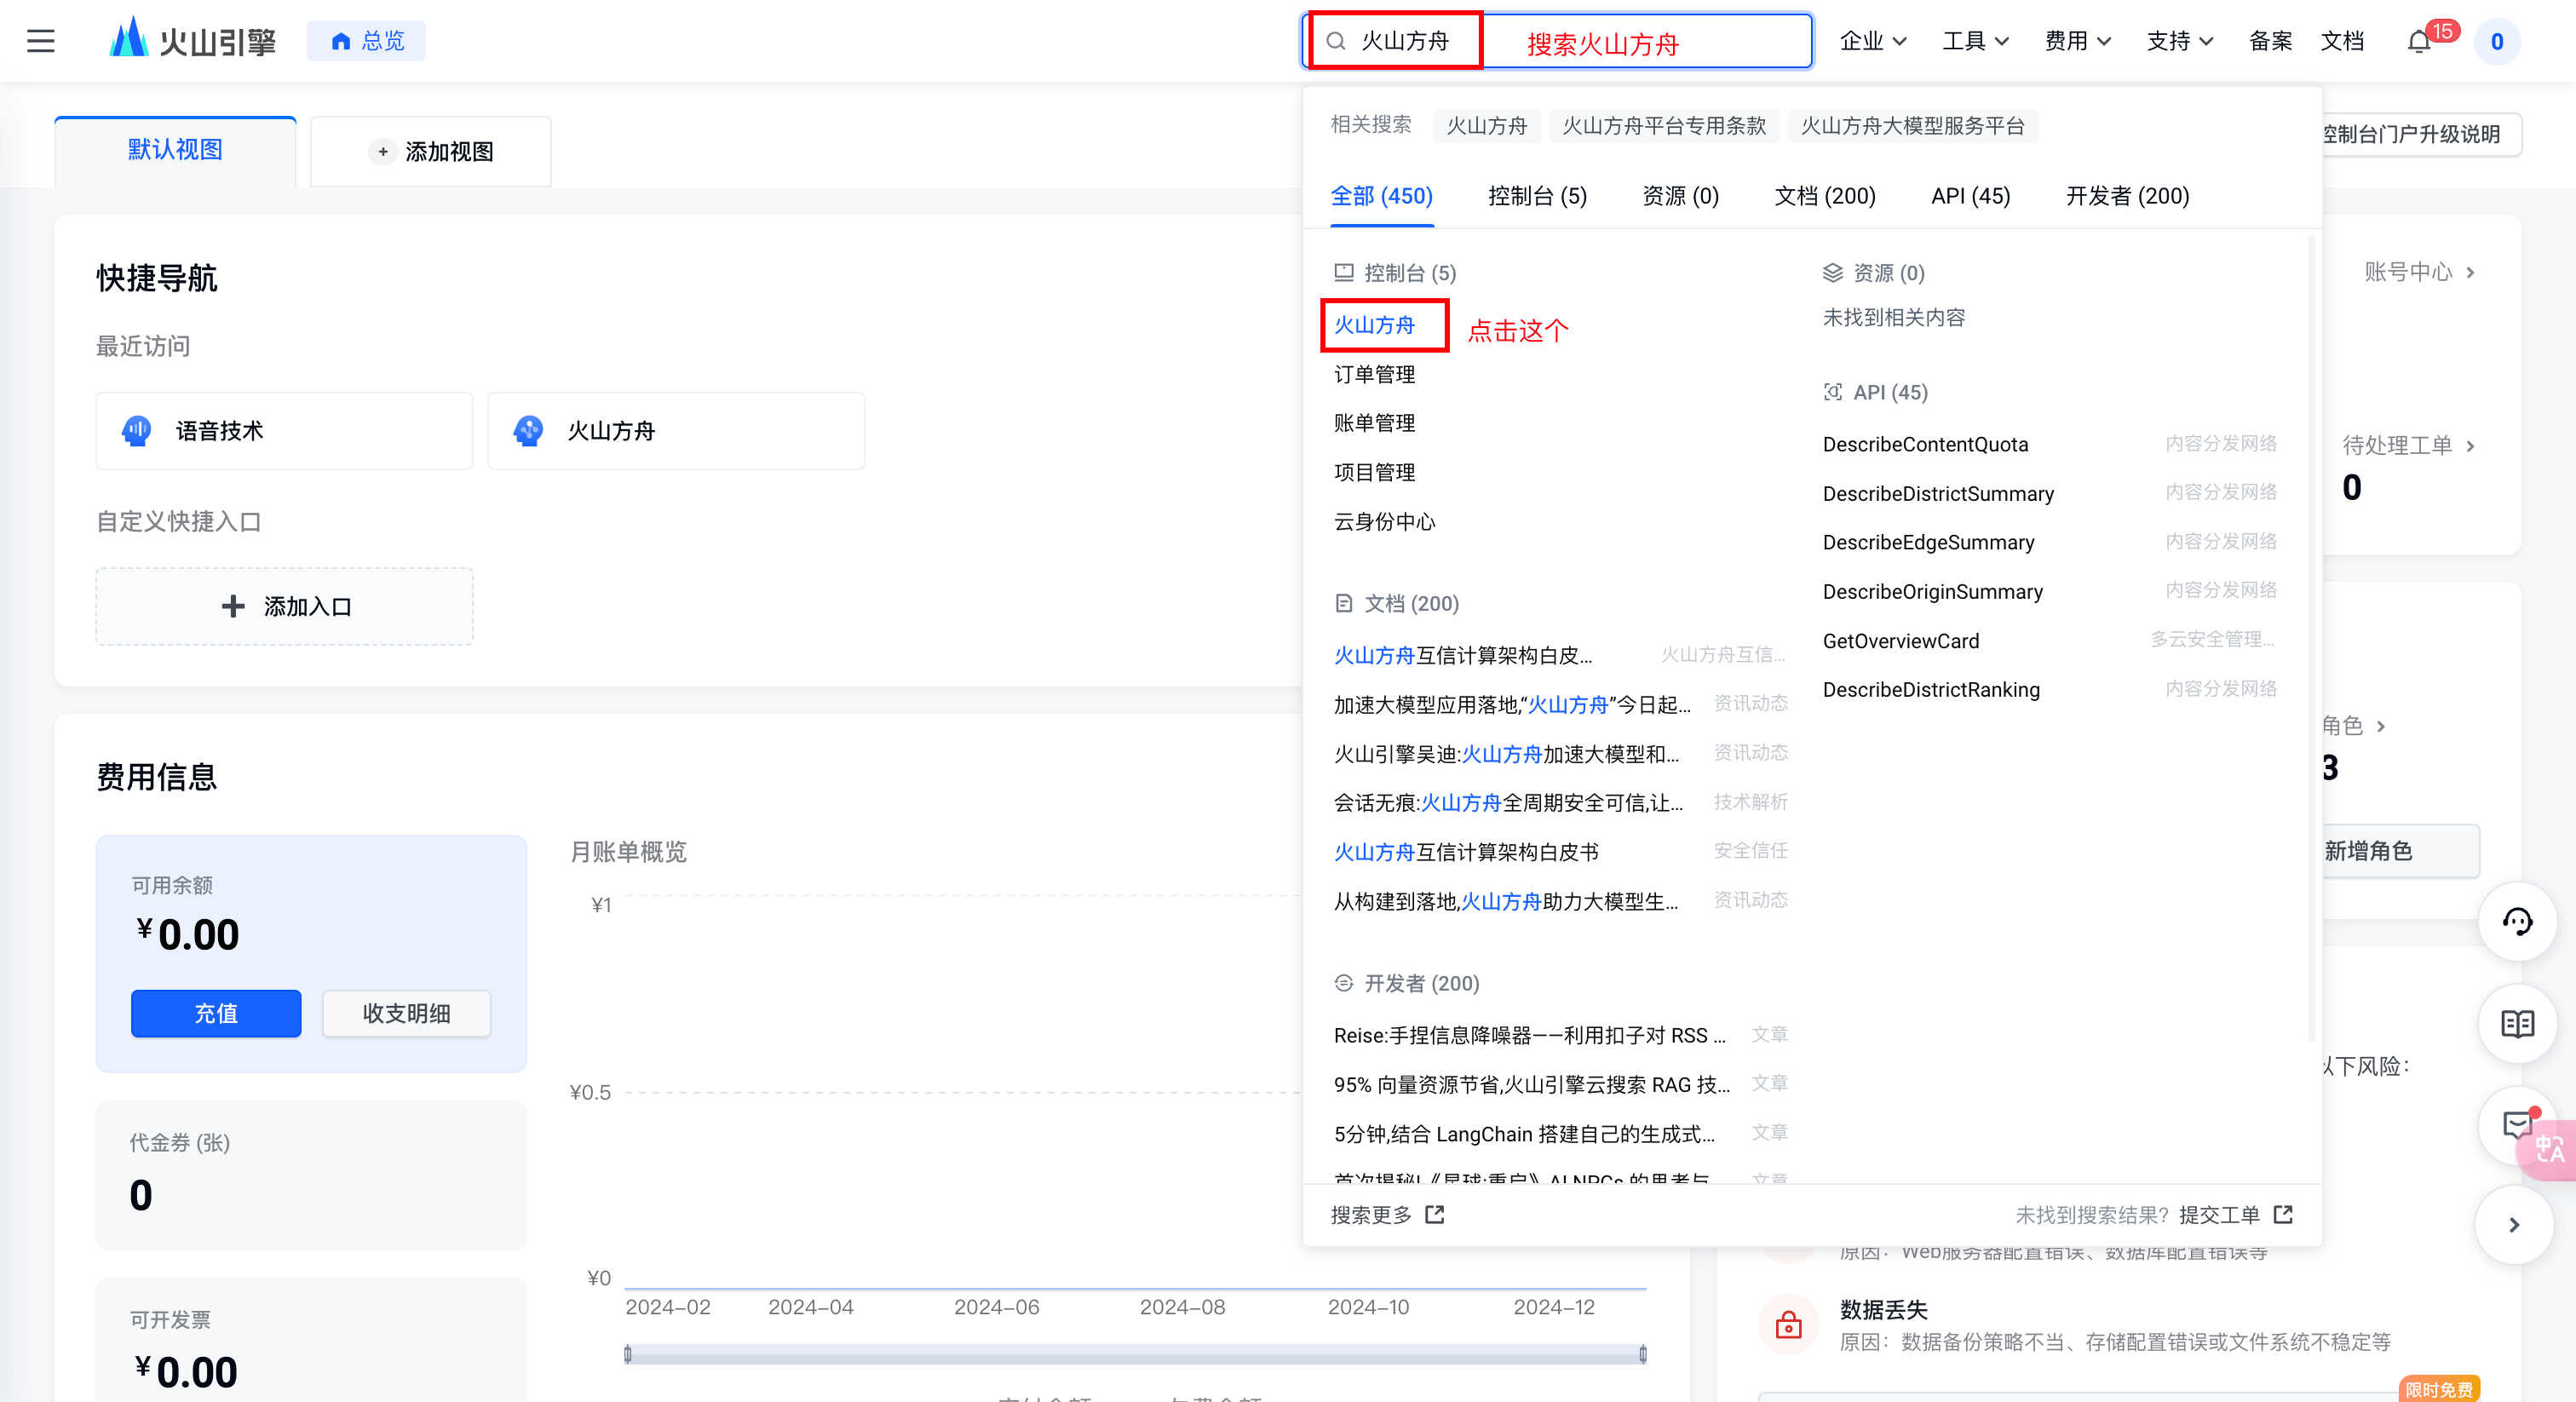 火山引擎
总览
火山方舟
搜索火山方舟
企业
工具
费用
支持
备案
文档
15
0
默认视图
+ 添加视图
控制台门户升级说明
相关搜索
火山方舟
火山方舟平台专用条款
火山方舟大模型服务平台
全部 (450)
控制台 (5)
资源 (0)
文档 (200)
API (45)
开发者 (200)
快捷导航
最近访问
语音技术
火山方舟
自定义快捷入口
添加入口
控制台 (5)
火山方舟
点击这个
订单管理
账单管理
项目管理
云身份中心
文档 (200)
火山方舟互信计算架构白皮... 火山方舟互信...
加速大模型应用落地,“火山方舟”今日起... 资讯动态
火山引擎吴迪:火山方舟加速大模型和... 资讯动态
会话无痕:火山方舟全周期安全可信,让... 技术解析
火山方舟互信计算架构白皮书 安全信任
从构建到落地,火山方舟助力大模型生... 资讯动态
开发者 (200)
Reise:手捏信息降噪器——利用扣子对 RSS ... 文章
95% 向量资源节省,火山引擎云搜索 RAG 技... 文章
5分钟,结合 LangChain 搭建自己的生成式... 文章
首次揭秘!《星球:重启》AI NPCs 的思考与 文章
资源 (0)
未找到相关内容
API (45)
DescribeContentQuota 内容分发网络
DescribeDistrictSummary 内容分发网络
DescribeEdgeSummary 内容分发网络
DescribeOriginSummary 内容分发网络
GetOverviewCard 多云安全管理...
DescribeDistrictRanking 内容分发网络
搜索更多
未找到搜索结果? 提交工单
账号中心
待处理工单
0
角色
3
新增角色
以下风险:
费用信息
可用余额
¥0.00
充值
收支明细
代金券 (张)
0
可开发票
¥0.00
月账单概览
¥1
¥0.5
¥0
2024-02
2024-04
2024-06
2024-08
2024-10
2024-12
原因: Web服务器配置错误、数据库配置错误等
数据丢失
原因: 数据备份策略不当、存储配置错误或文件系统不稳定等
限时免费
中A